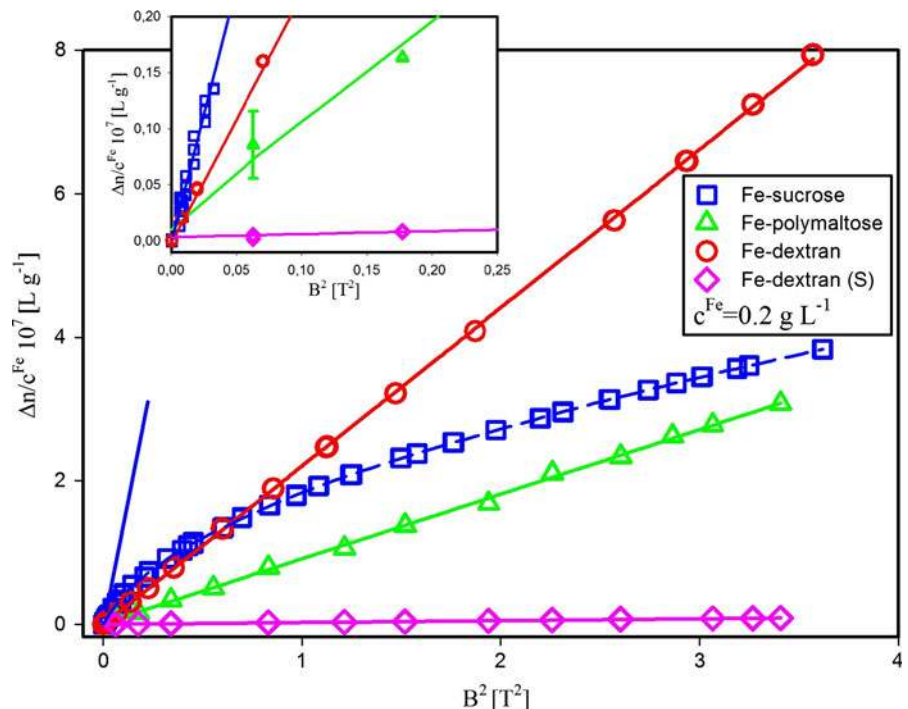 0,20
0,15
0,10
0,05
0,00
Δn/c^Fe 10^7 [L g^-1]
0,00 0,05 0,10 0,15 0,20 0,25
B^2 [T^2]
8
6
4
2
0
Δn/c^Fe 10^7 [L g^-1]
Fe-sucrose
Fe-polymaltose
Fe-dextran
Fe-dextran (S)
c^Fe=0.2 g L^-1
0 1 2 3 4
B^2 [T^2]